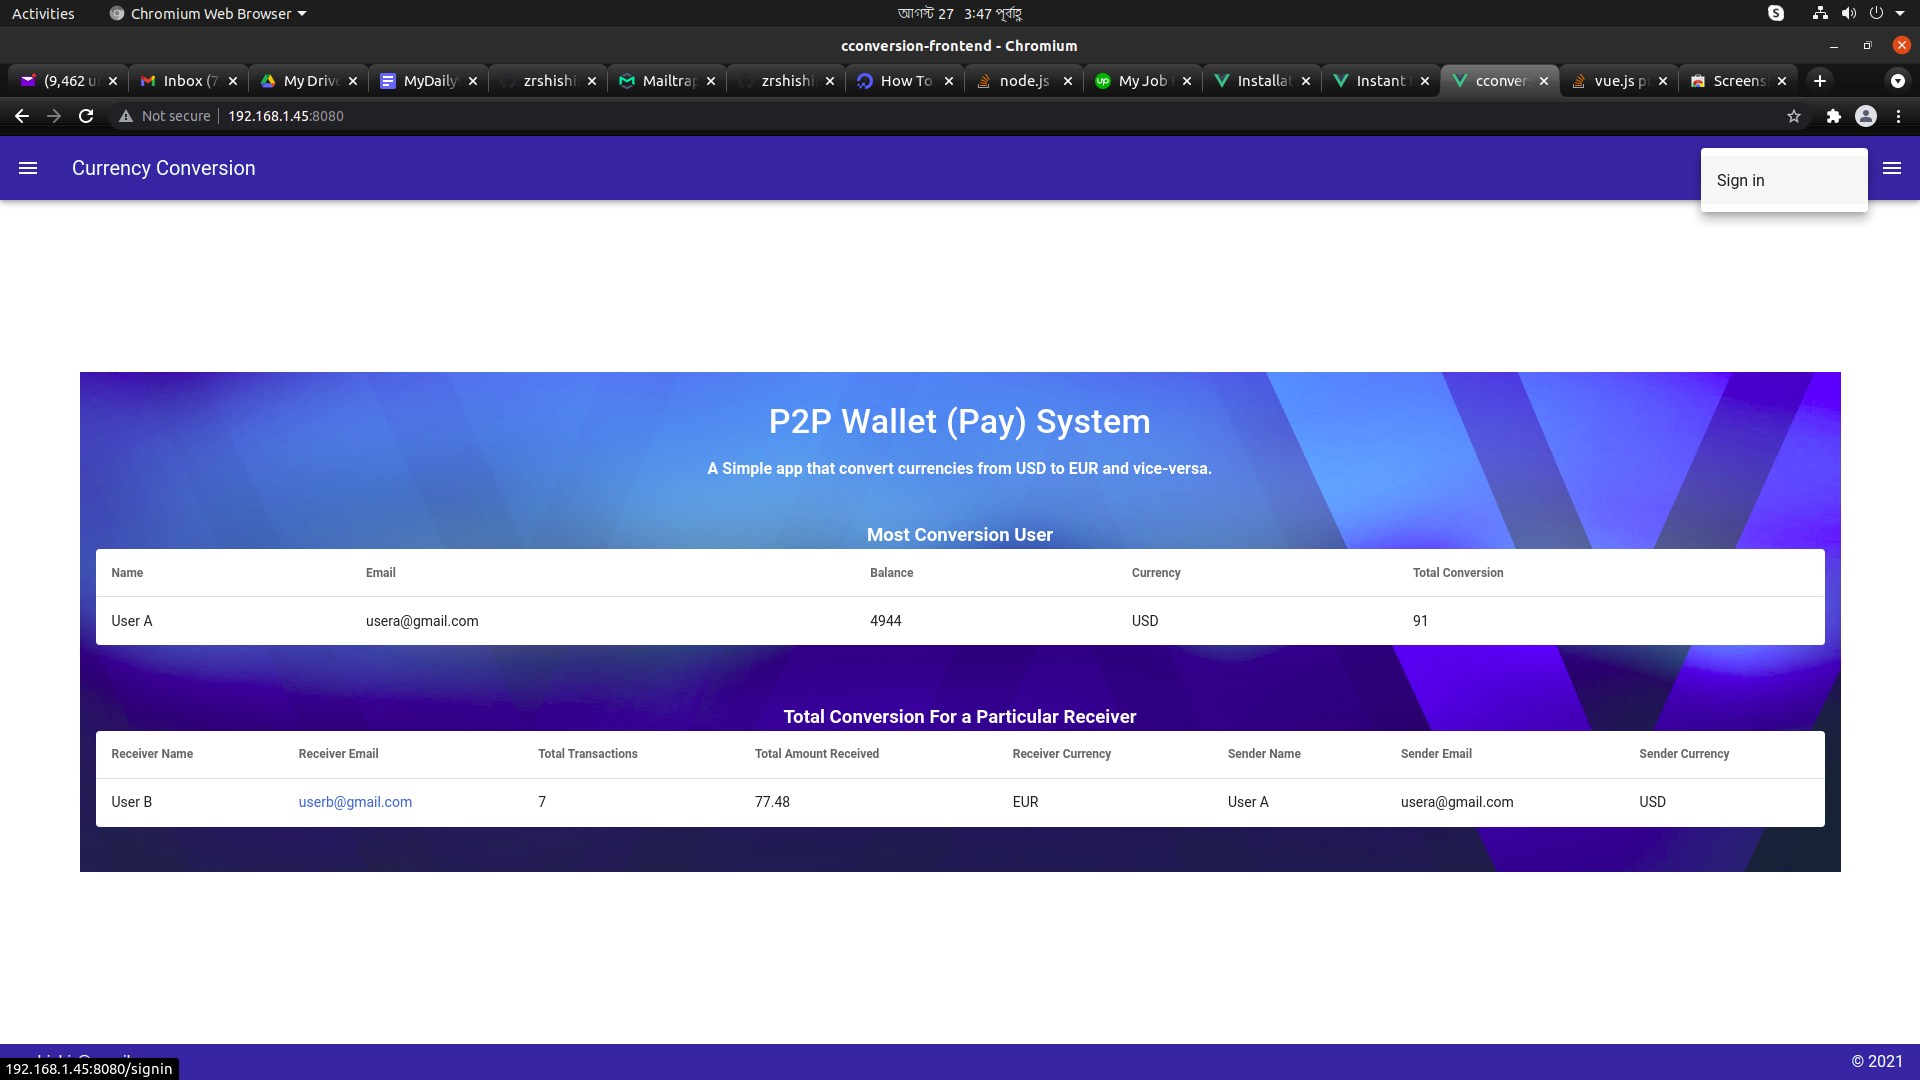 Activities Chromium Web Browser আগস্ট 27 3:47 পূর্বাহ্ণ
cconversion-frontend - Chromium
(9,462 u Inbox (7 My Drive MyDaily zrshishi Mailtrap zrshishi How To node.js My Job Installat Instant cconver vue.js p Screens
Not secure 192.168.1.45:8080
Currency Conversion
Sign in
P2P Wallet (Pay) System
A Simple app that convert currencies from USD to EUR and vice-versa.
Most Conversion User
Name Email Balance Currency Total Conversion
User A usera@gmail.com 4944 USD 91
Total Conversion For a Particular Receiver
Receiver Name Receiver Email Total Transactions Total Amount Received Receiver Currency Sender Name Sender Email Sender Currency
User B userb@gmail.com 7 77.48 EUR User A usera@gmail.com USD
© 2021
192.168.1.45:8080/signin